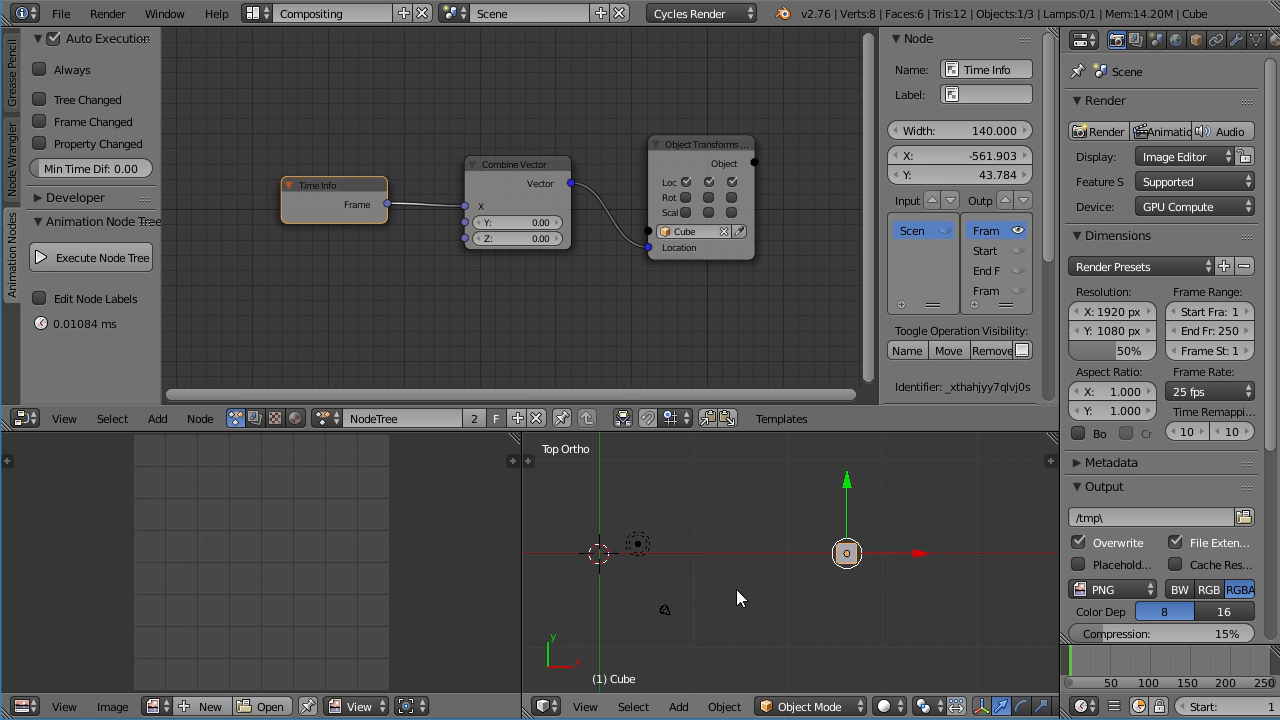 File Render Window Help Compositing Scene Cycles Render v2.76 | Verts:8 | Faces:6 | Tris:12 | Objects:1/3 | Lamps:0/1 | Mem:14.20M | Cube
Grease Pencil
Node Wrangler
Animation Nodes
Auto Execution
Always
Tree Changed
Frame Changed
Property Changed
Min Time Dif: 0.00
Developer
Animation Node Tree
Execute Node Tree
Edit Node Labels
0.01084 ms
Time Info
Frame
Combine Vector
Vector
X
Y: 0.00
Z: 0.00
Object Transforms ...
Object
Loc
Rot
Scal
Cube
Location
Node
Name: Time Info
Label:
Width: 140.000
X: -561.903
Y: 43.784
Input Outp
Scen Fram
Start
End F
Fram
Toogle Operation Visibility:
Name Move Remove
Identifier: _xthahjyy7qlvj0s
View Select Add Node NodeTree 2 F Templates
Top Ortho
y
x
(1) Cube
View Image New Open View
View Select Add Object Object Mode
Scene
Render
Render Animatic Audio
Display: Image Editor
Feature S Supported
Device: GPU Compute
Dimensions
Render Presets
Resolution: Frame Range:
X: 1920 px Start Fra: 1
Y: 1080 px End Fr: 250
50% Frame St: 1
Aspect Ratio: Frame Rate:
X: 1.000 25 fps
Y: 1.000 Time Remappi...
Bo Cr 10 10
Metadata
Output
/tmp\
Overwrite File Exten...
Placehold... Cache Res...
PNG BW RGB RGBA
Color Dep 8 16
Compression: 15%
50 100 150 200 250
Start: 1